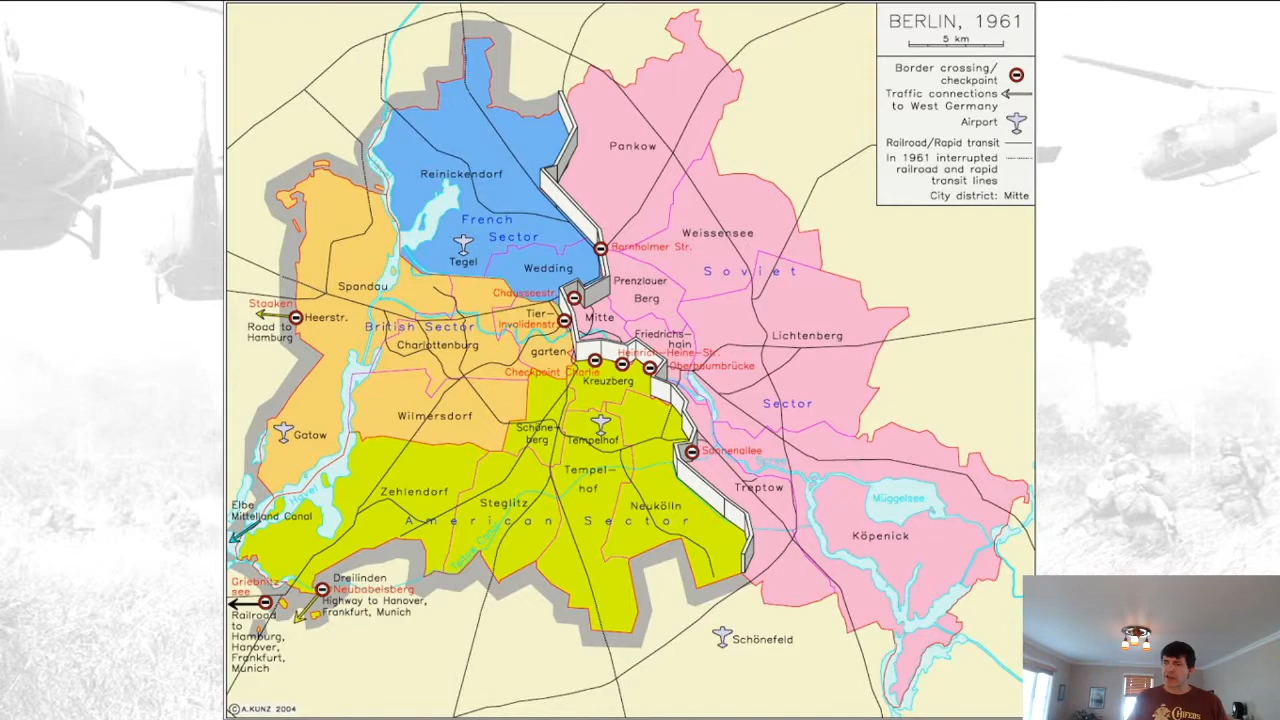 BERLIN, 1961
5 km
Border crossing/
checkpoint
Traffic connections
to West Germany
Airport
Railroad/Rapid transit
In 1961 interrupted
railroad and rapid
transit lines
City district: Mitte
Pankow
Reinickendorf
French
Sector
Weissensee
Bornholmer Str.
Tegel
Wedding
Soviet
Prenzlauer
Berg
Spandau
Chausseestr.
Staaken
Heerstr.
Road to
Hamburg
British Sector
Charlottenburg
Tier-
Invalidenstr.
garten
Mitte
Friedrichs-
hain
Lichtenberg
Heinrich-Heine-Str.
Oberbaumbrücke
Checkpoint Charlie
Kreuzberg
Sector
Wilmersdorf
Gatow
Schöne-
berg
Tempelhof
Sonnenallee
Tempel-
hof
Treptow
Zehlendorf
Steglitz
Neukölln
Müggelsee
Havel
Elbe
Mittelland Canal
American Sector
Köpenick
Griebnitz-
see
Dreilinden
Neubabelsberg
Highway to Hanover,
Frankfurt, Munich
Railroad
to
Hamburg,
Hanover,
Frankfurt,
Munich
Schönefeld
©A.KUNZ 2004